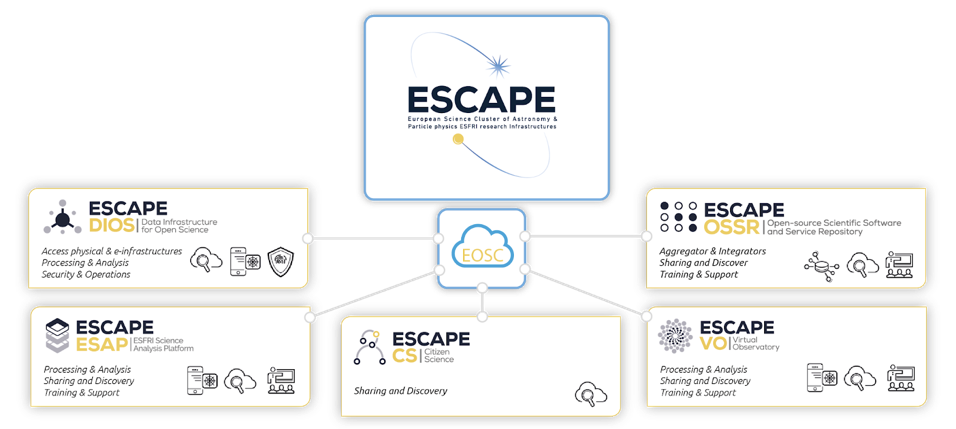 ESCAPE
European Science Cluster of Astronomy &
Particle physics ESFRI research Infrastructures
ESCAPE
DIOS
Data Infrastructure
for Open Science
Access physical & e-infrastructures
Processing & Analysis
Security & Operations
EOSC
ESCAPE
OSSR
Open-source Scientific Software
and Service Repository
Aggregator & Integrators
Sharing and Discover
Training & Support
ESCAPE
ESAP
ESFRI Science
Analysis Platform
Processing & Analysis
Sharing and Discovery
Training & Support
ESCAPE
CS
Citizen
Science
Sharing and Discovery
ESCAPE
VO
Virtual
Observatory
Processing & Analysis
Sharing and Discovery
Training & Support